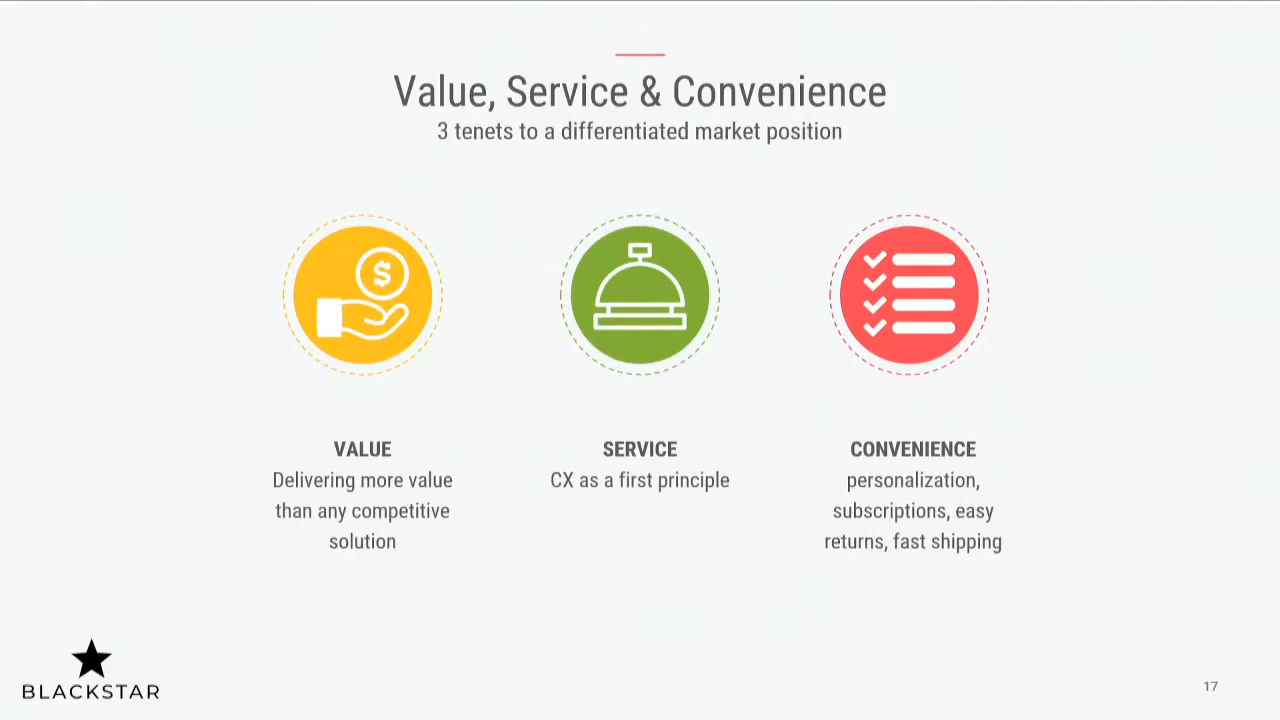 Value, Service & Convenience
3 tenets to a differentiated market position
$
VALUE
Delivering more value
than any competitive
solution
SERVICE
CX as a first principle
CONVENIENCE
personalization,
subscriptions, easy
returns, fast shipping
BLACKSTAR
17